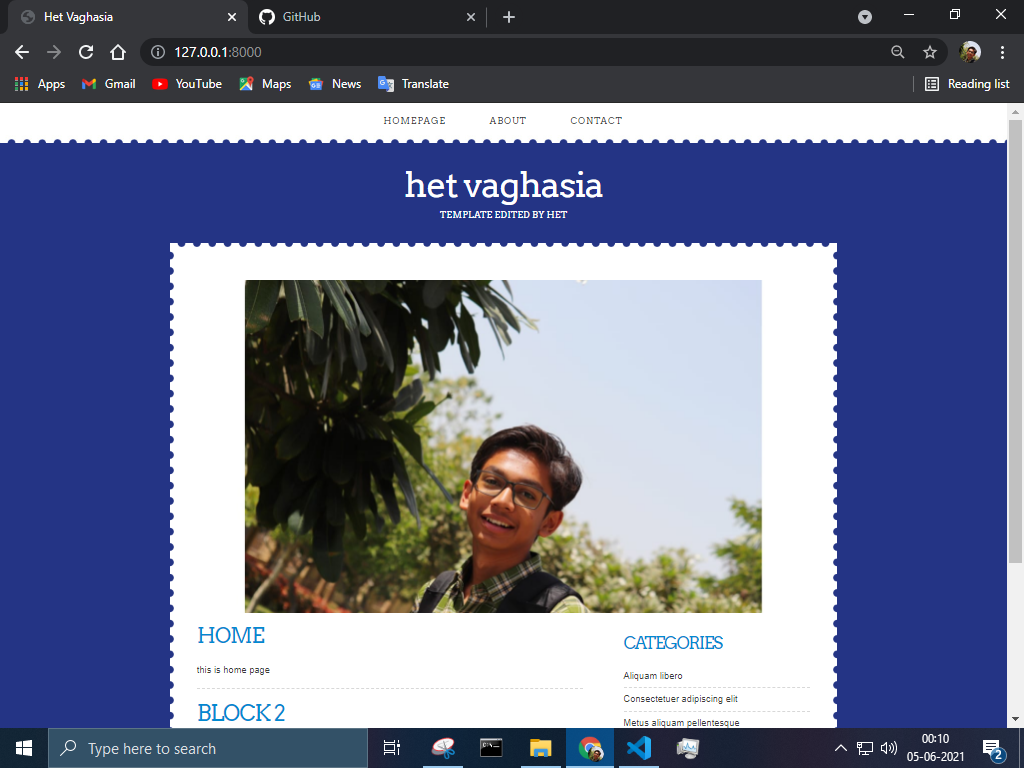 Het Vaghasia
GitHub
127.0.0.1:8000
Apps
Gmail
YouTube
Maps
News
Translate
Reading list
HOMEPAGE
ABOUT
CONTACT
het vaghasia
TEMPLATE EDITED BY HET
HOME
this is home page
BLOCK 2
CATEGORIES
Aliquam libero
Consectetuer adipiscing elit
Metus aliquam pellentesque
Type here to search
00:10
05-06-2021
2